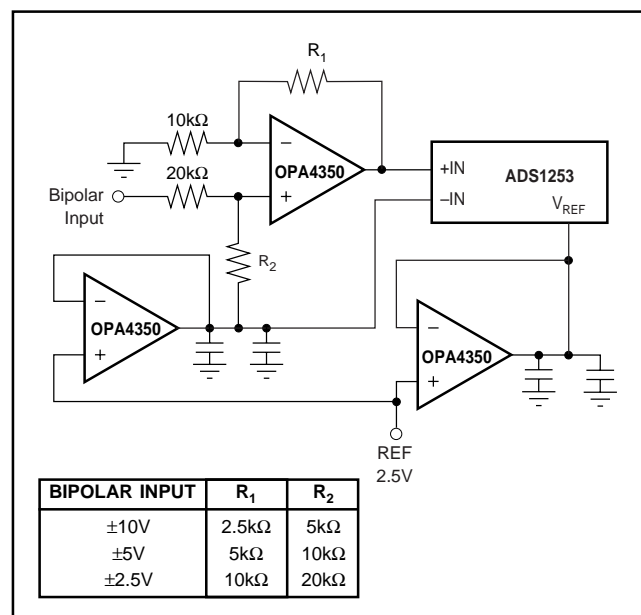 R1
10kΩ
–
OPA4350
+
20kΩ
Bipolar
Input
+IN
ADS1253
–IN
VREF
R2
–
OPA4350
+
–
OPA4350
+
REF
2.5V
BIPOLAR INPUT R1 R2
±10V 2.5kΩ 5kΩ
±5V 5kΩ 10kΩ
±2.5V 10kΩ 20kΩ